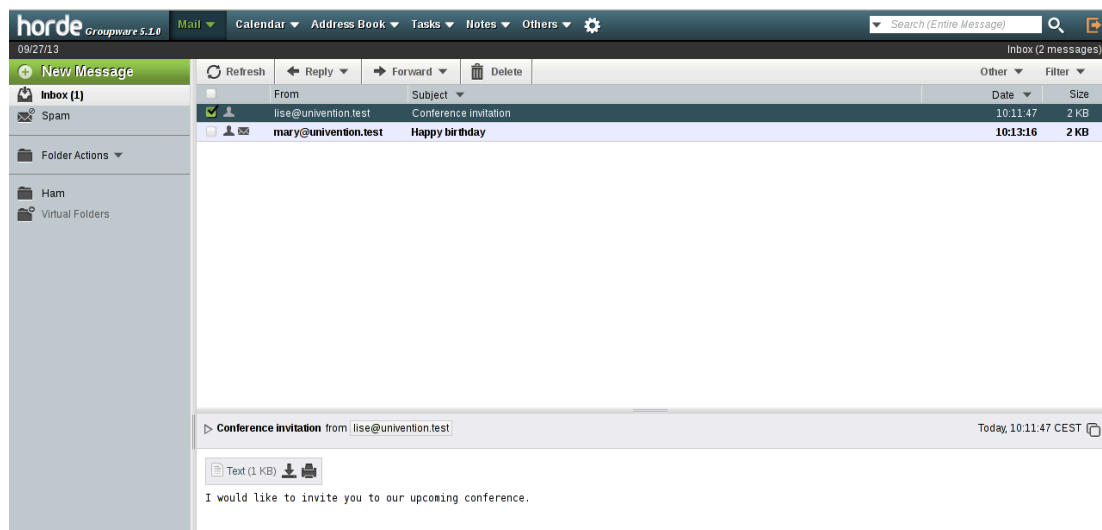 horde Groupware 5.1.0 Mail Calendar Address Book Tasks Notes Others Search (Entire Message)
09/27/13 Inbox (2 messages)
New Message Refresh Reply Forward Delete Other Filter
Inbox (1) From Subject Date Size
Spam lise@univention.test Conference invitation 10:11:47 2 KB
mary@univention.test Happy birthday 10:13:16 2 KB
Folder Actions
Ham
Virtual Folders
Conference invitation from lise@univention.test Today, 10:11:47 CEST
Text (1 KB)
I would like to invite you to our upcoming conference.